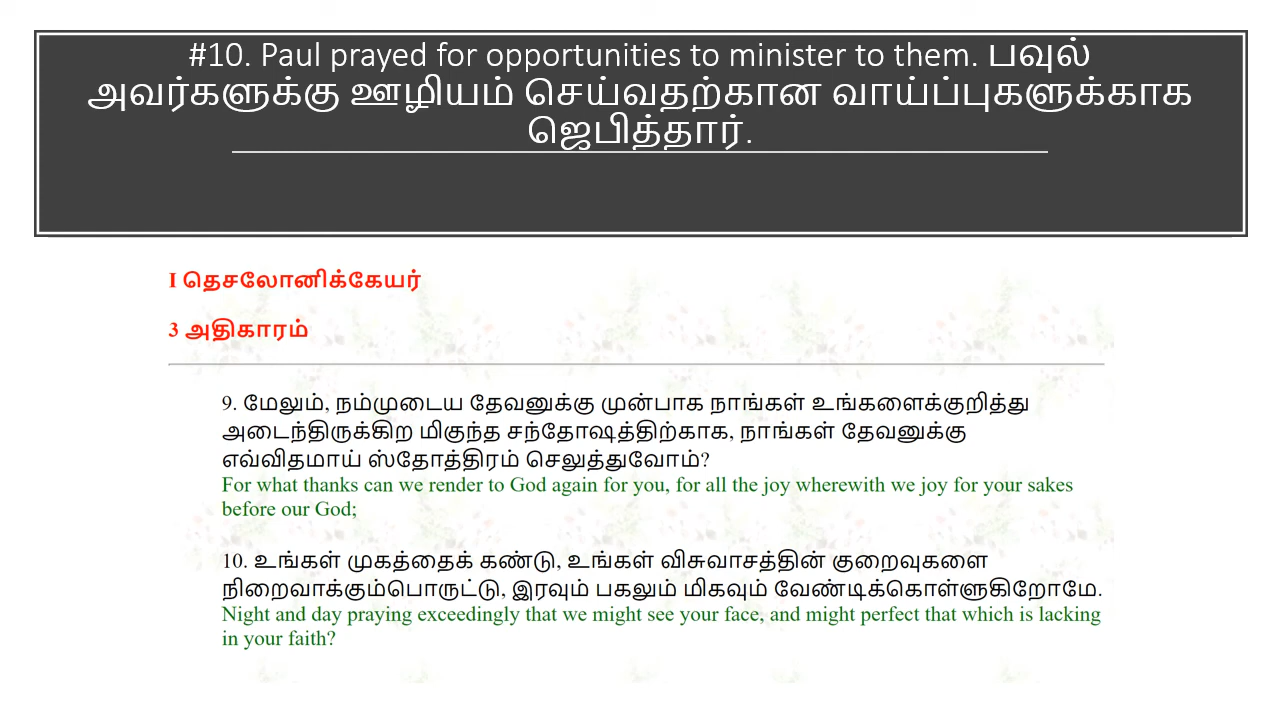 #10. Paul prayed for opportunities to minister to them. பவுல்
அவர்களுக்கு ஊழியம் செய்வதற்கான வாய்ப்புகளுக்காக
ஜெபித்தார்.
I தெசலோனிக்கேயர்
3 அதிகாரம்
9. மேலும், நம்முடைய தேவனுக்கு முன்பாக நாங்கள் உங்களைக்குறித்து
அடைந்திருக்கிற மிகுந்த சந்தோஷத்திற்காக, நாங்கள் தேவனுக்கு
எவ்விதமாய் ஸ்தோத்திரம் செலுத்துவோம்?
For what thanks can we render to God again for you, for all the joy wherewith we joy for your sakes
before our God;
10. உங்கள் முகத்தைக் கண்டு, உங்கள் விசுவாசத்தின் குறைவுகளை
நிறைவாக்கும்பொருட்டு, இரவும் பகலும் மிகவும் வேண்டிக்கொள்ளுகிறோமே.
Night and day praying exceedingly that we might see your face, and might perfect that which is lacking
in your faith?